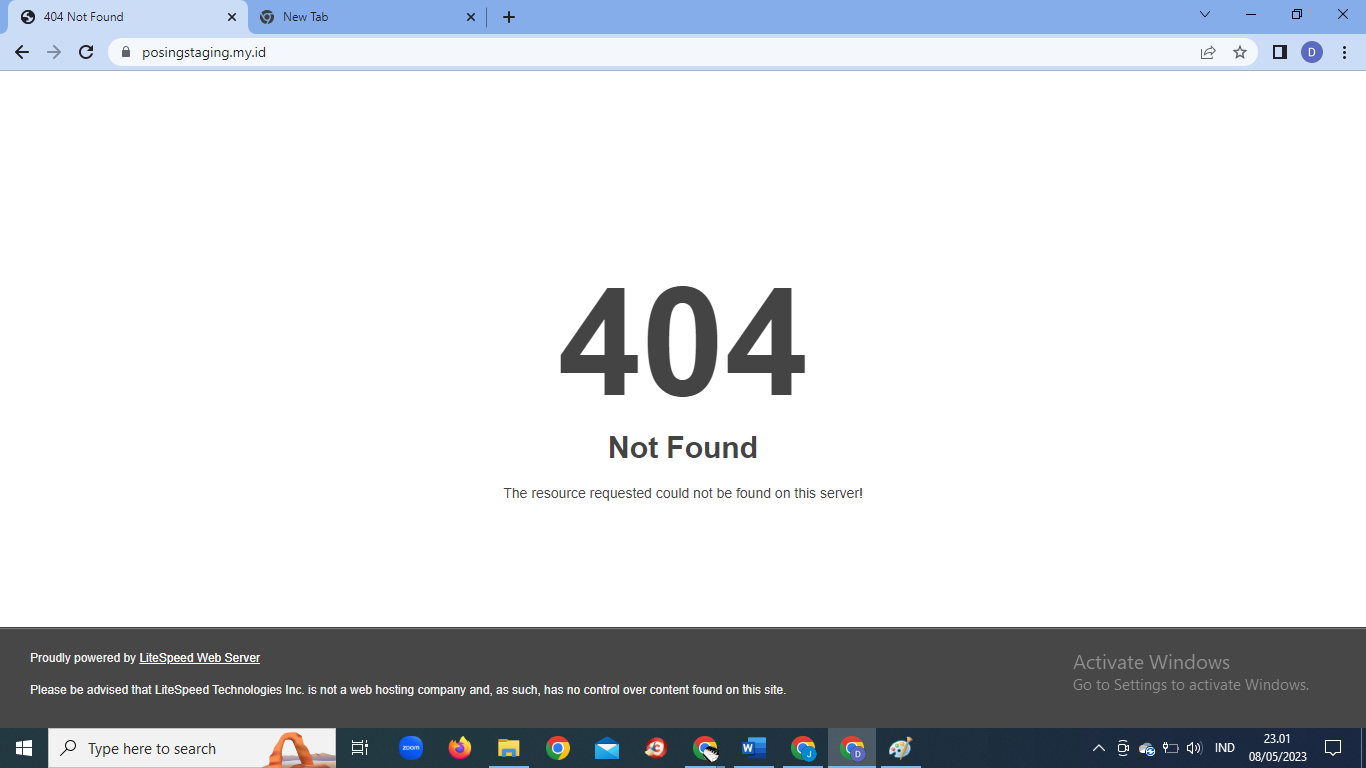 404 Not Found
New Tab
posingstaging.my.id
D
404
Not Found
The resource requested could not be found on this server!
Proudly powered by LiteSpeed Web Server
Please be advised that LiteSpeed Technologies Inc. is not a web hosting company and, as such, has no control over content found on this site.
Activate Windows
Go to Settings to activate Windows.
Type here to search
zoom
W
J
D
IND
23.01
08/05/2023